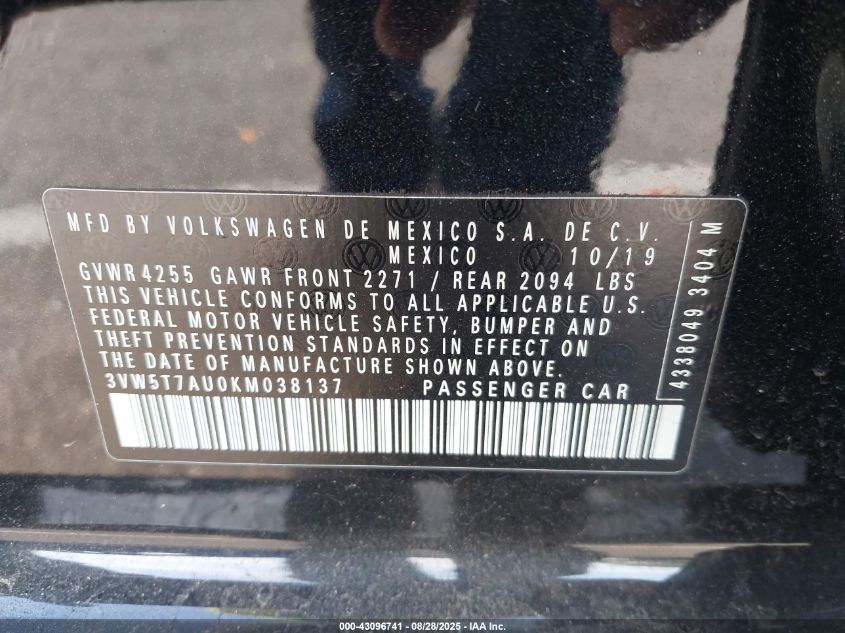 MFD BY VOLKSWAGEN DE MEXICO S.A. DE C.V.
MEXICO 10/19
GVWR 4255 GAWR FRONT 2271 / REAR 2094 LBS
THIS VEHICLE CONFORMS TO ALL APPLICABLE U.S.
FEDERAL MOTOR VEHICLE SAFETY, BUMPER AND
THEFT PREVENTION STANDARDS IN EFFECT ON
THE DATE OF MANUFACTURE SHOWN ABOVE.
3VW5T7AU0KM038137 PASSENGER CAR
4338049 3404 M
000-43096741 / 08/28/2025 - IAA Inc.